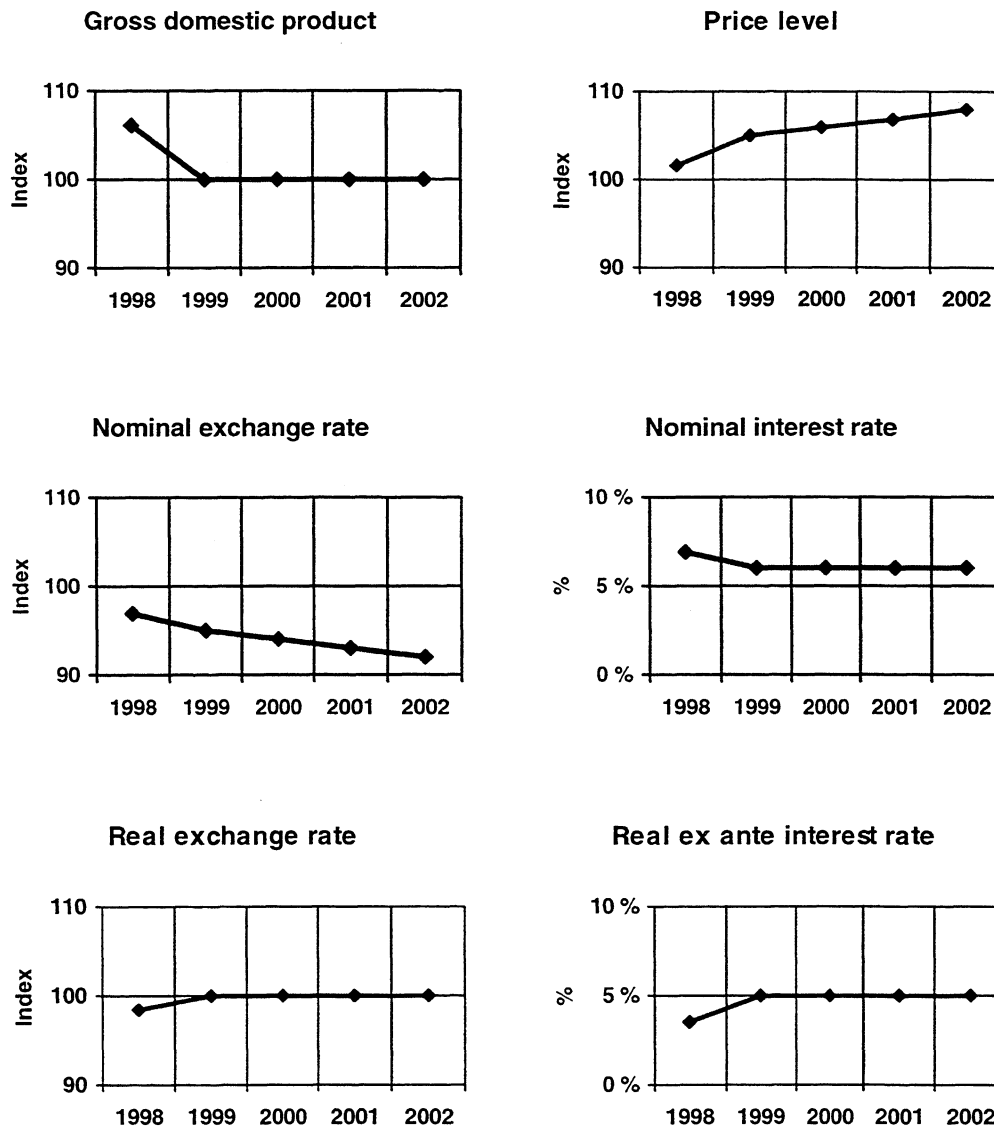 Gross domestic product
110
100
90
Index
1998 1999 2000 2001 2002
Price level
110
100
90
Index
1998 1999 2000 2001 2002
Nominal exchange rate
110
100
90
Index
1998 1999 2000 2001 2002
Nominal interest rate
10 %
5 %
0 %
%
1998 1999 2000 2001 2002
Real exchange rate
110
100
90
Index
1998 1999 2000 2001 2002
Real ex ante interest rate
10 %
5 %
0 %
%
1998 1999 2000 2001 2002